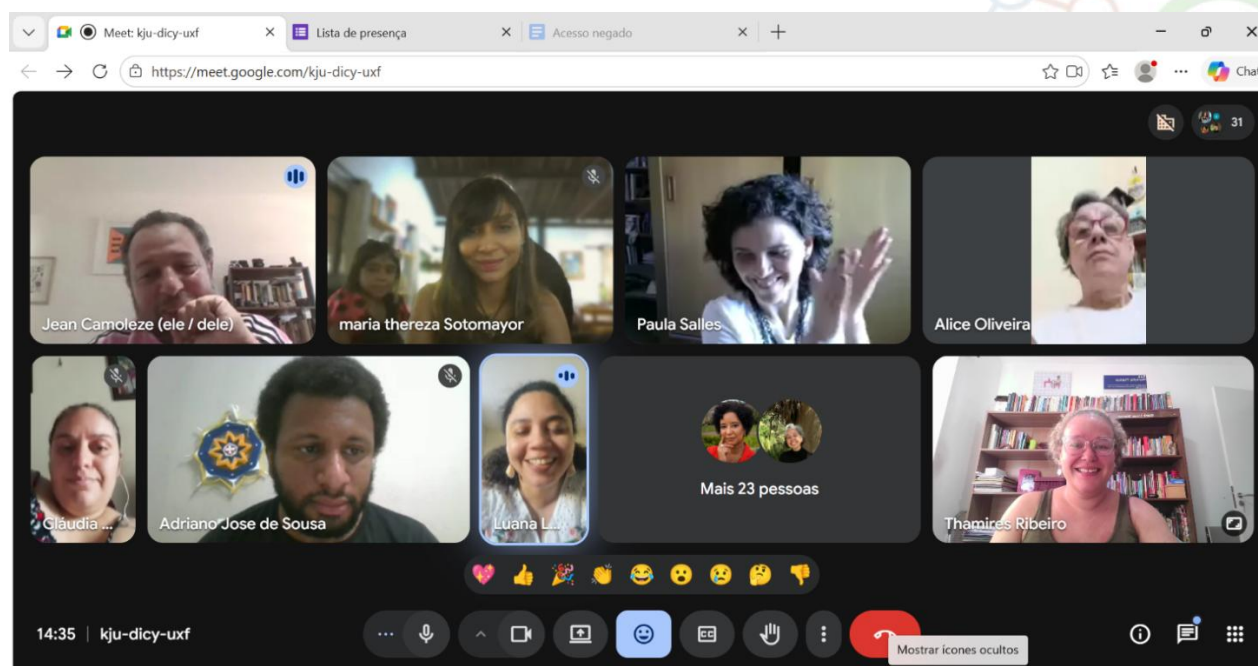 Meet: kju-dicy-uxf
Lista de presença
Acesso negado
https://meet.google.com/kju-dicy-uxf
Chat
31
Jean Camoleze (ele / dele)
maria thereza Sotomayor
Paula Salles
Alice Oliveira
Gláudia ...
Adriano Jose de Sousa
Luana L...
Mais 23 pessoas
Thamires Ribeiro
14:35 | kju-dicy-uxf
CC
Mostrar ícones ocultos